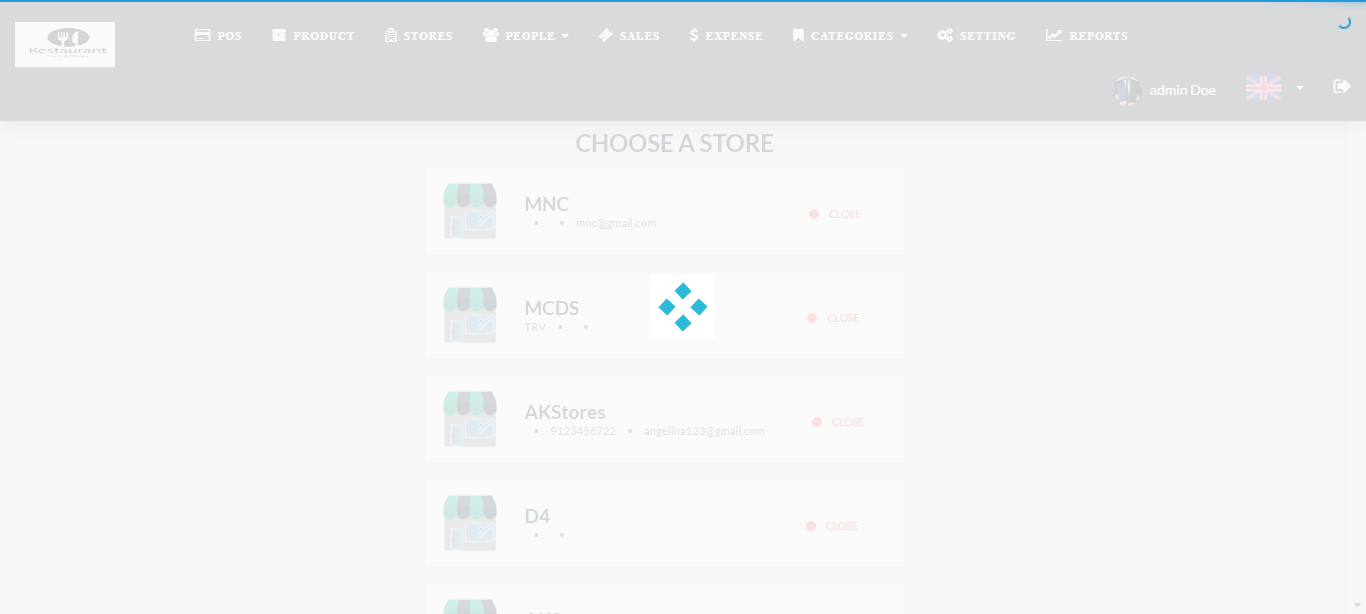 Restaurant
POS PRODUCT STORES PEOPLE SALES EXPENSE CATEGORIES SETTING REPORTS
admin Doe
CHOOSE A STORE
MNC
mnc@gmail.com
CLOSE
MCDS
TRV
CLOSE
AKStores
9123456722 angelina123@gmail.com
CLOSE
D4
CLOSE